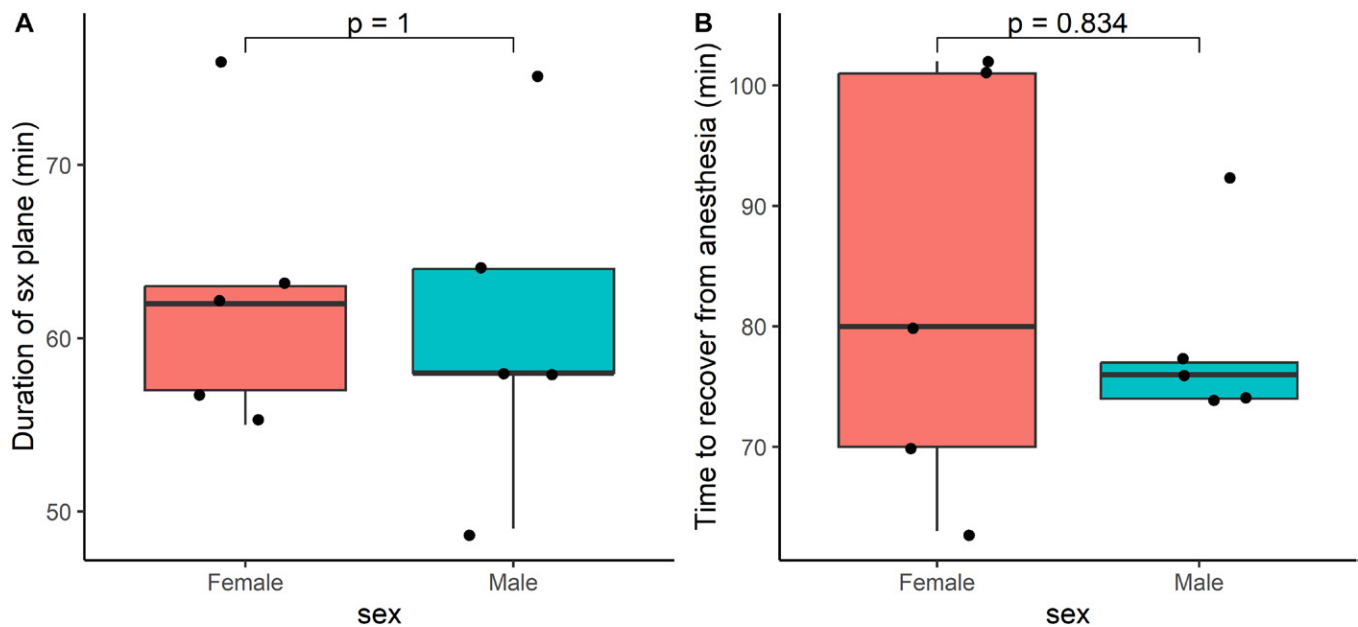 A
p = 1
Duration of sx plane (min)
70
60
50
Female
Male
sex
B
p = 0.834
Time to recover from anesthesia (min)
100
90
80
70
Female
Male
sex